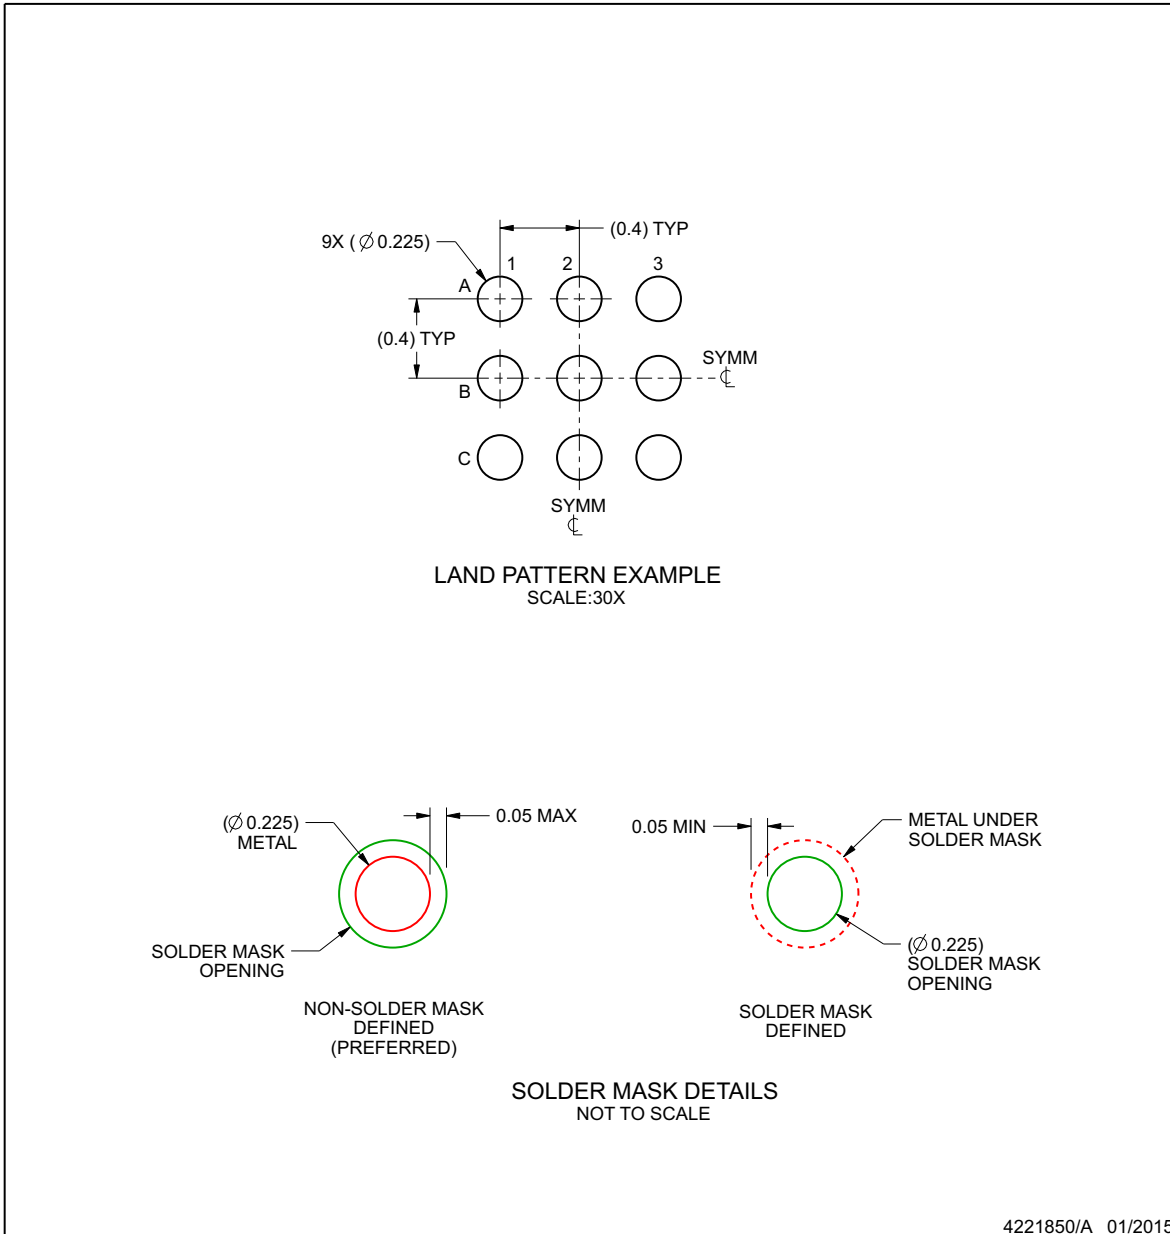 (0.4) TYP
9X (∅0.225)
1
2
3
A
(0.4) TYP
SYMM
℄
B
C
SYMM
℄
LAND PATTERN EXAMPLE
SCALE:30X
(∅0.225)
METAL
0.05 MAX
0.05 MIN
METAL UNDER
SOLDER MASK
SOLDER MASK
OPENING
(∅0.225)
SOLDER MASK
OPENING
NON-SOLDER MASK
DEFINED
(PREFERRED)
SOLDER MASK
DEFINED
SOLDER MASK DETAILS
NOT TO SCALE
4221850/A 01/2015